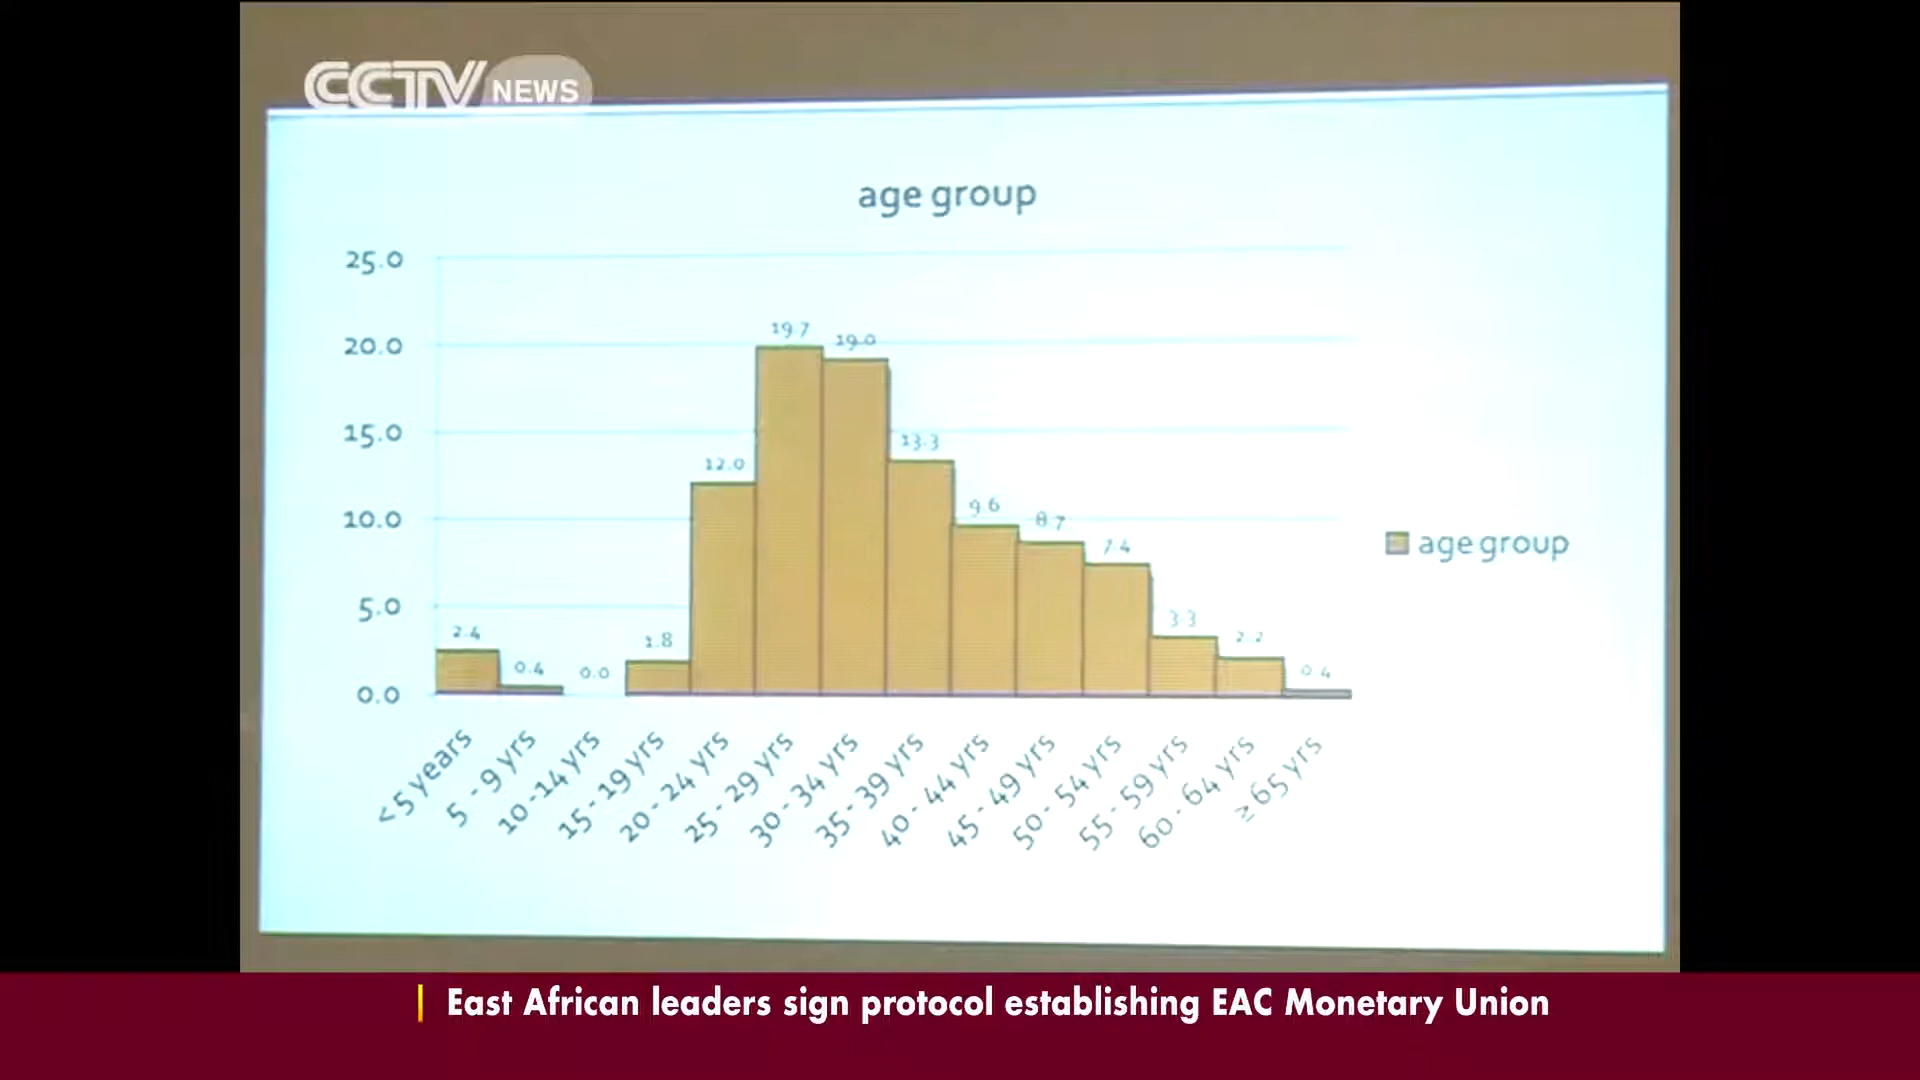 CCTV NEWS
age group
25.0
20.0
15.0
10.0
5.0
0.0
2.4
0.4
0.0
1.8
12.0
19.7
19.0
13.3
9.6
8.7
7.4
3.3
2.2
0.4
<5 years
5 - 9 yrs
10 -14 yrs
15 - 19 yrs
20 - 24 yrs
25 - 29 yrs
30 - 34 yrs
35 - 39 yrs
40 - 44 yrs
45 - 49 yrs
50 - 54 yrs
55 - 59 yrs
60 - 64 yrs
≥ 65 yrs
age group
East African leaders sign protocol establishing EAC Monetary Union